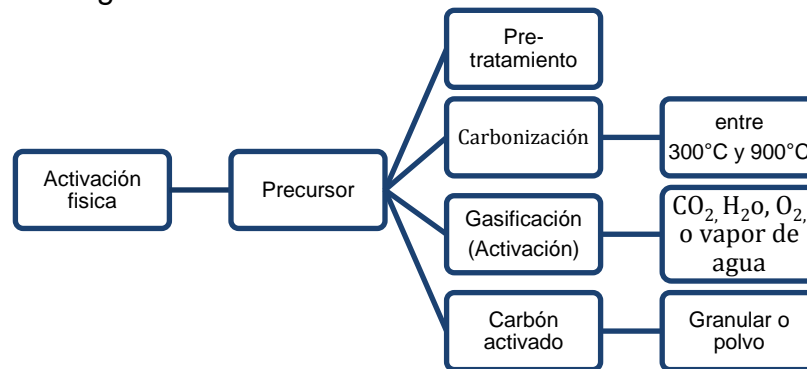 Activación
fisica
Precursor
Pre-
tratamiento
Carbonización
entre
300°C y 900°C
Gasificación
(Activación)
CO₂, H₂o, O₂,
o vapor de
agua
Carbón
activado
Granular o
polvo